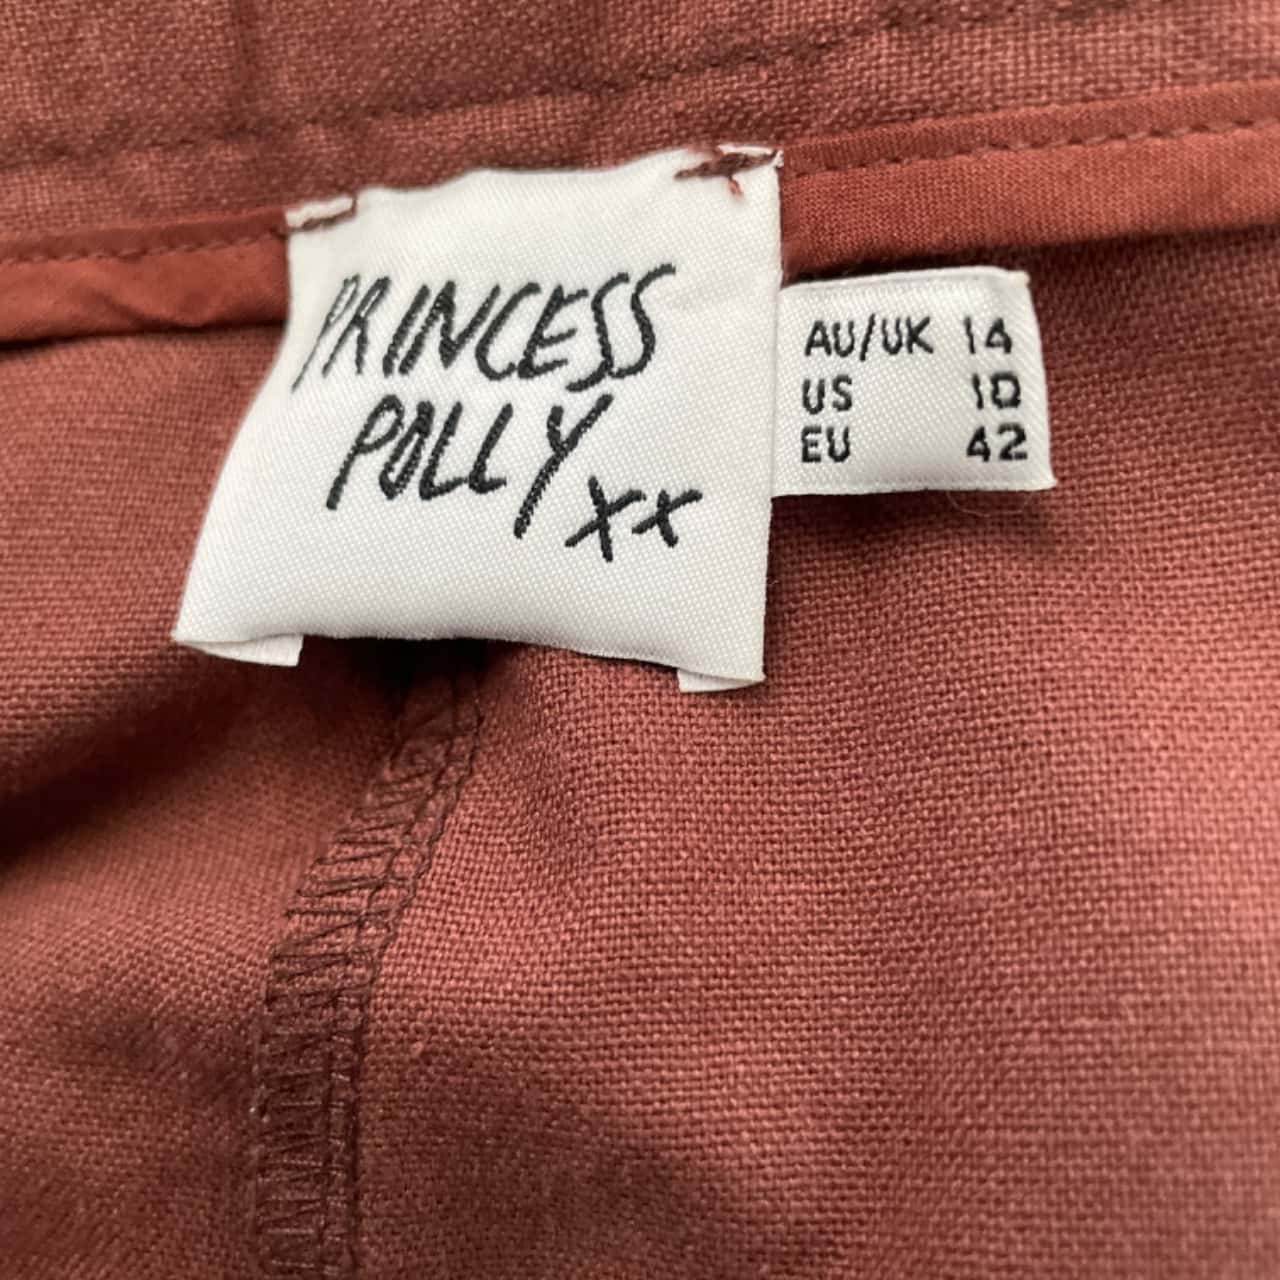 PRINCESS
POLLY
xx
AU/UK 14
US 10
EU 42